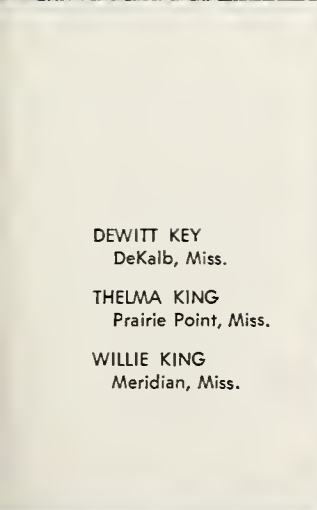 DEWITT KEY
DeKalb, Miss.
THELMA KING
Prairie Point, Miss.
WILLIE KING
Meridian, Miss.